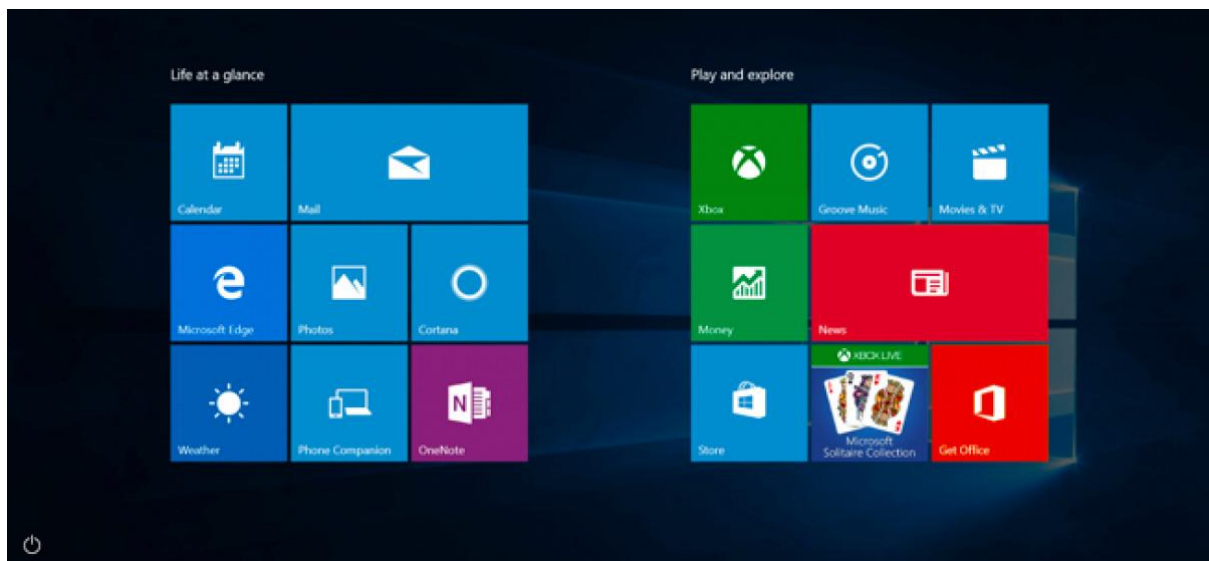 Life at a glance
Calendar
Mail
Microsoft Edge
Photos
Cortana
Weather
Phone Companion
N
OneNote
Play and explore
Xbox
Groove Music
Movies & TV
Money
News
Store
XBOX LIVE
Microsoft
Solitaire Collection
Get Office